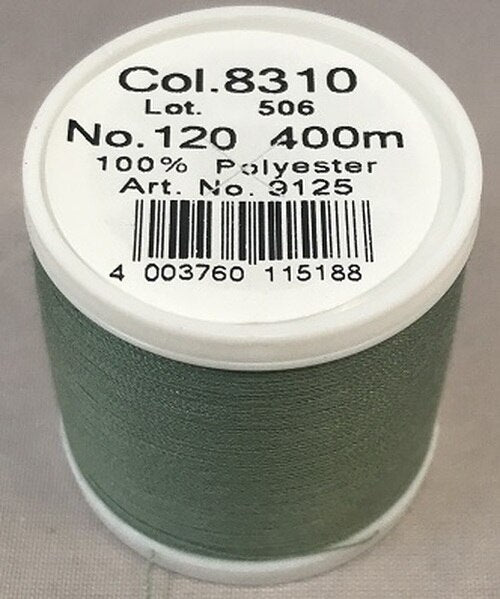 Col.8310
Lot. 506
No.120 400m
100% Polyester
Art. No. 9125
4 003760 115188